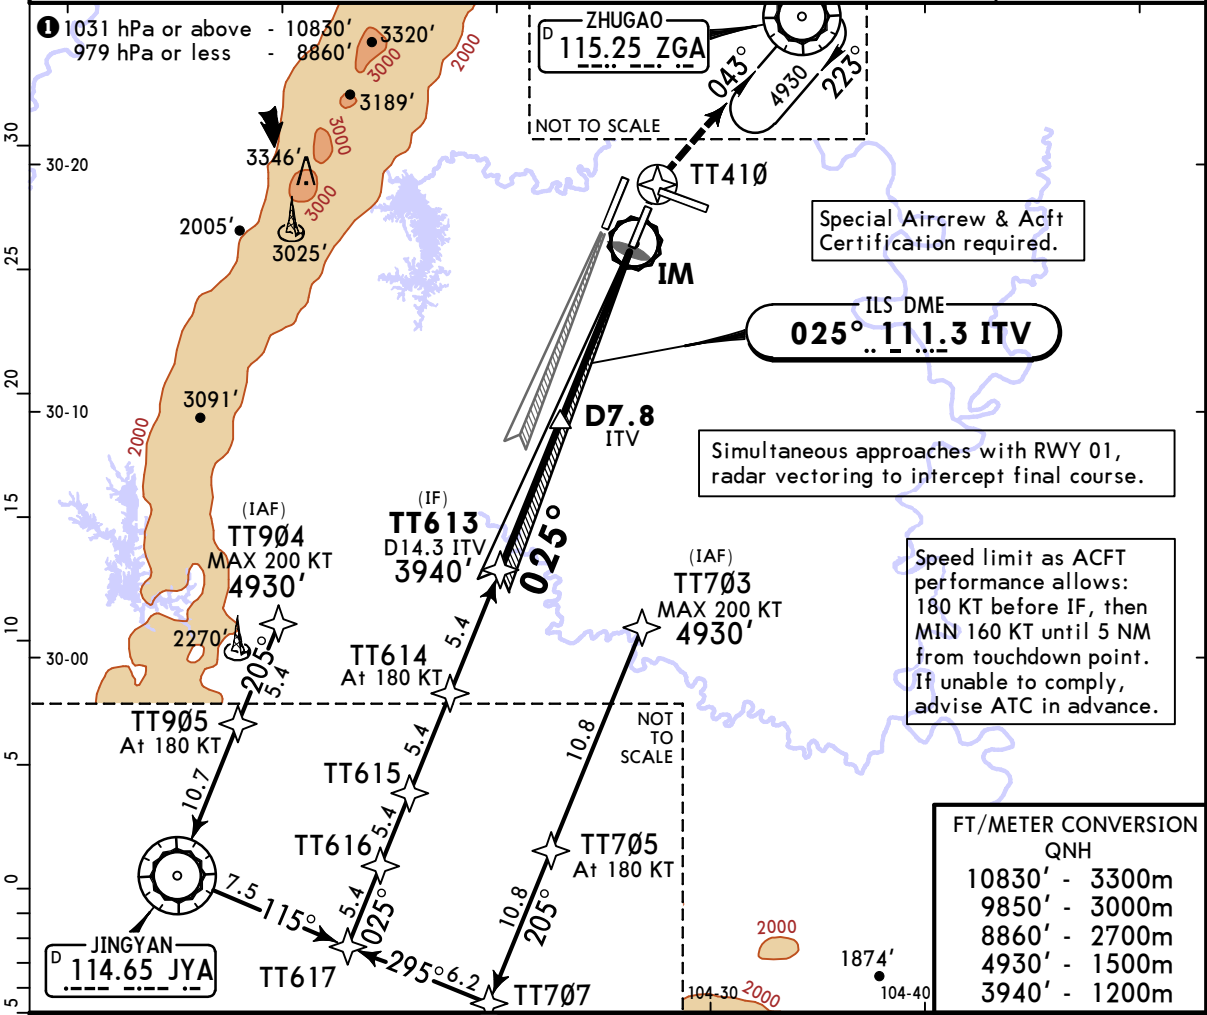 ❶ 1031 hPa or above - 10830'
979 hPa or less - 8860'
3320'
2000
3000
3189'
3000
3346'
3000
2005'
3025'
ZHUGAO
D 115.25 ZGA
043°
4930
223°
NOT TO SCALE
30
30-20
25
20
30-10
15
10
30-00
5
0
5
TT41Ø
Special Aircrew & Acft
Certification required.
IM
ILS DME
025° 111.3 ITV
3091'
2000
D7.8
ITV
Simultaneous approaches with RWY 01,
radar vectoring to intercept final course.
(IAF)
TT9Ø4
MAX 200 KT
4930'
(IF)
TT613
D14.3 ITV
3940'
025°
(IAF)
TT7Ø3
MAX 200 KT
4930'
Speed limit as ACFT
performance allows:
180 KT before IF, then
MIN 160 KT until 5 NM
from touchdown point.
If unable to comply,
advise ATC in advance.
2270'
205°
5.4
5.4
TT614
At 180 KT
TT9Ø5
At 180 KT
NOT
TO
SCALE
10.7
5.4
10.8
TT615
5.4
TT616
TT7Ø5
At 180 KT
5.4
025°
10.8
205°
7.5
115°
JINGYAN
D 114.65 JYA
TT617
295°
6.2
TT7Ø7
2000
1874'
104-30
2000
104-40
FT/METER CONVERSION
QNH
10830' - 3300m
9850' - 3000m
8860' - 2700m
4930' - 1500m
3940' - 1200m